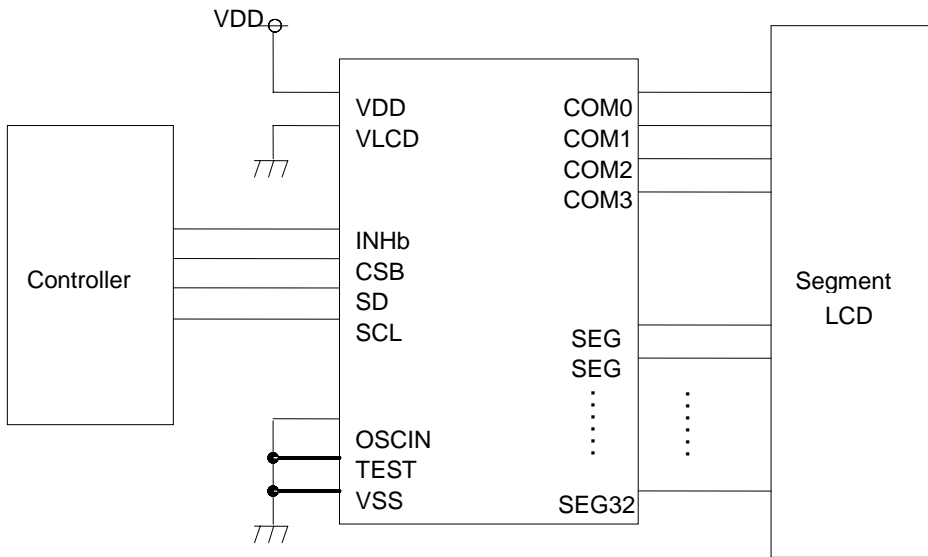 VDD
VDD
VLCD
INHb
CSB
SD
SCL
OSCIN
TEST
VSS
COM0
COM1
COM2
COM3
SEG
SEG
SEG32
Controller
Segment
LCD